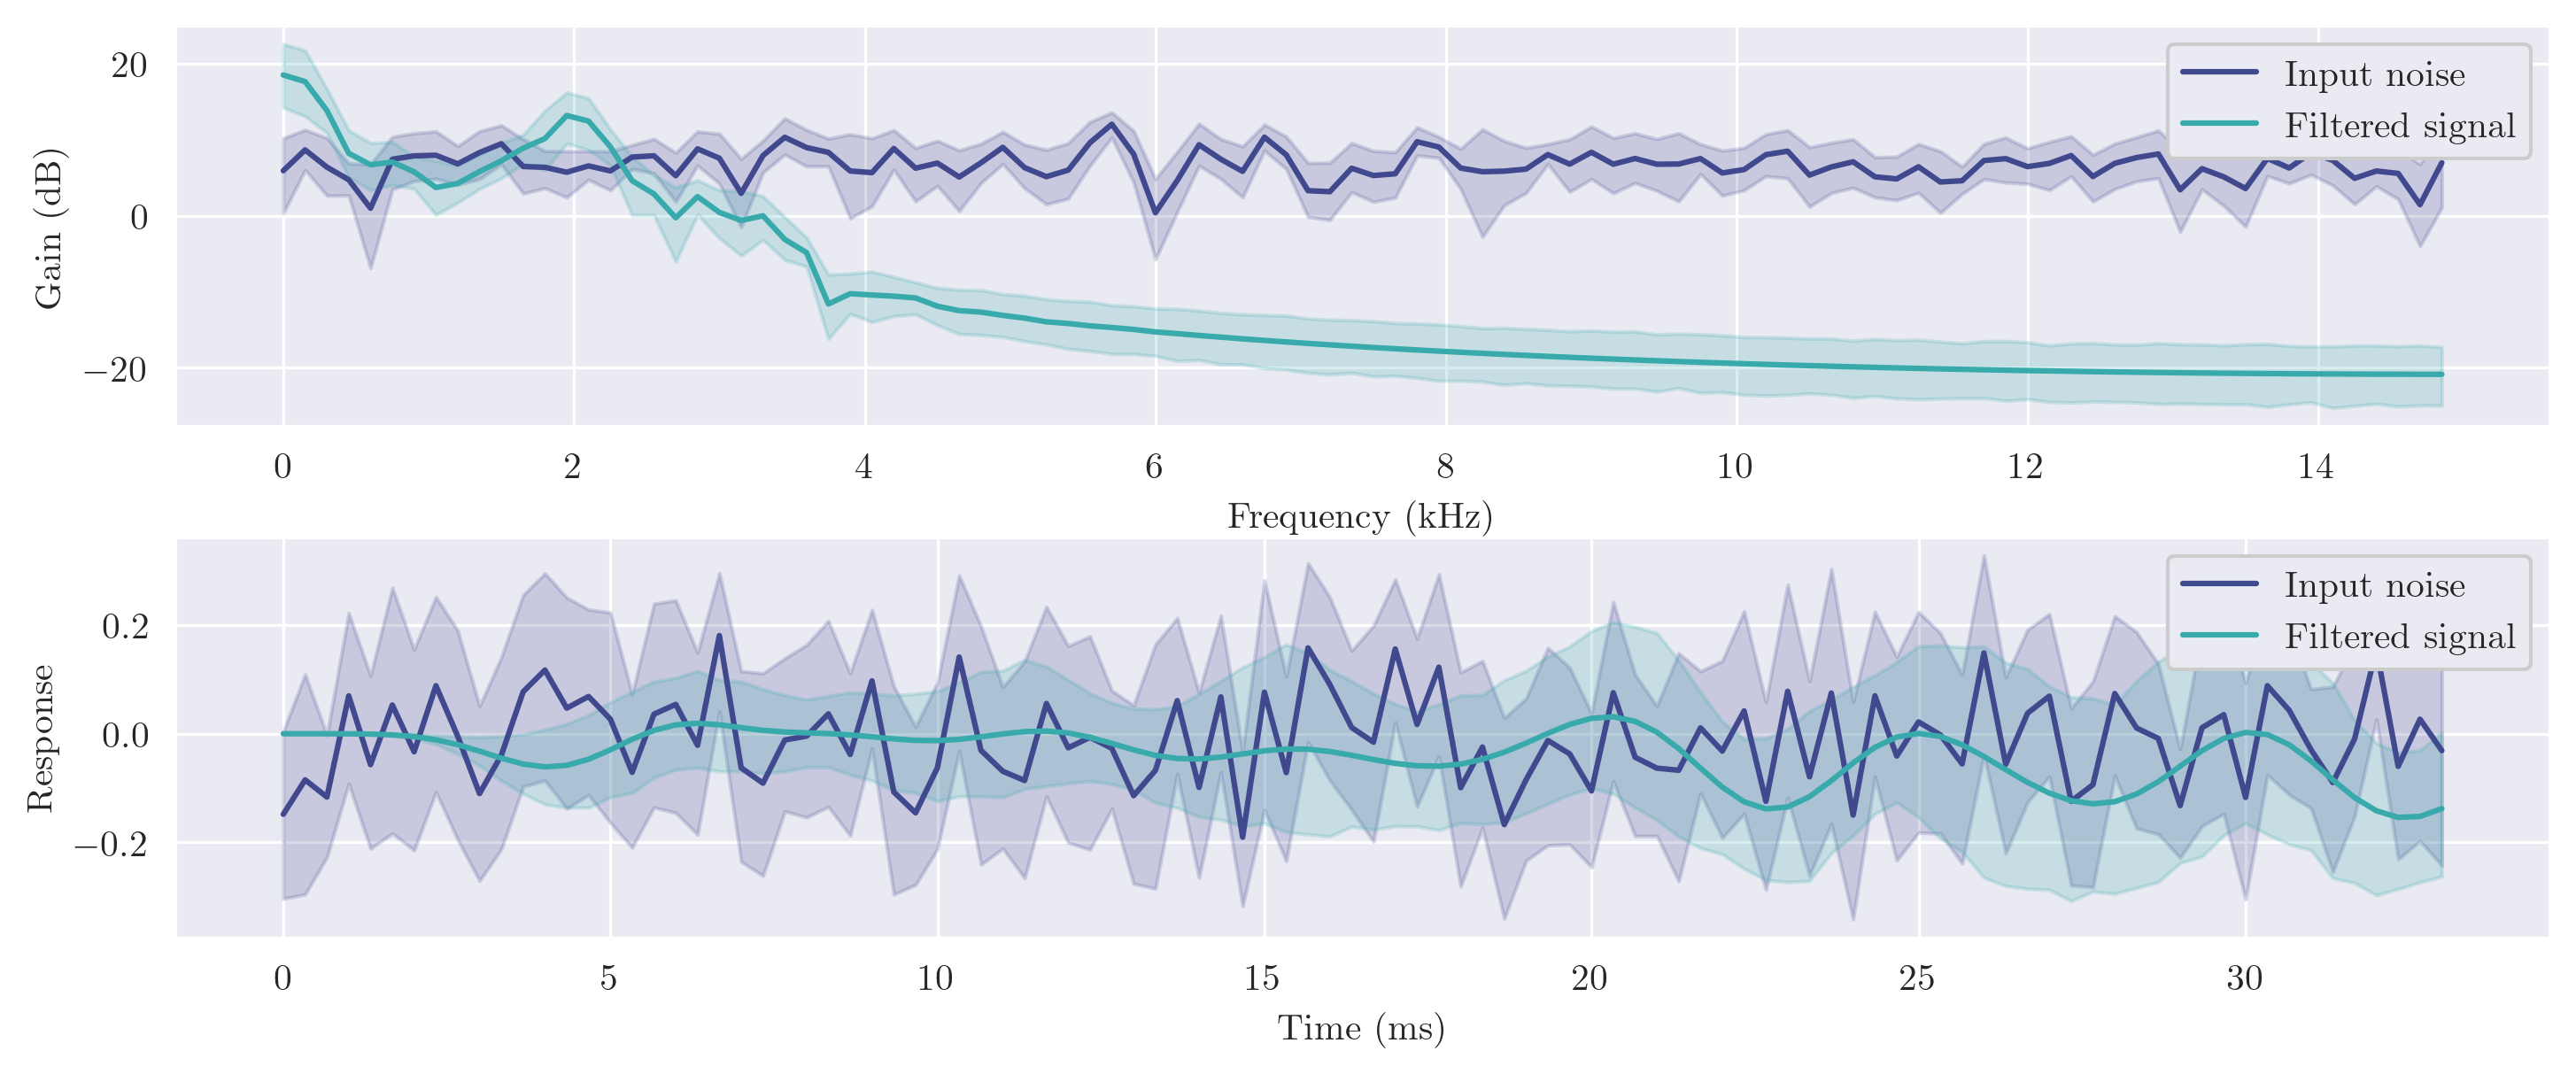 20
0
−20
Gain (dB)
Input noise
Filtered signal
0 2 4 6 8 10 12 14
Frequency (kHz)
0.2
0.0
−0.2
Response
Input noise
Filtered signal
0 5 10 15 20 25 30
Time (ms)